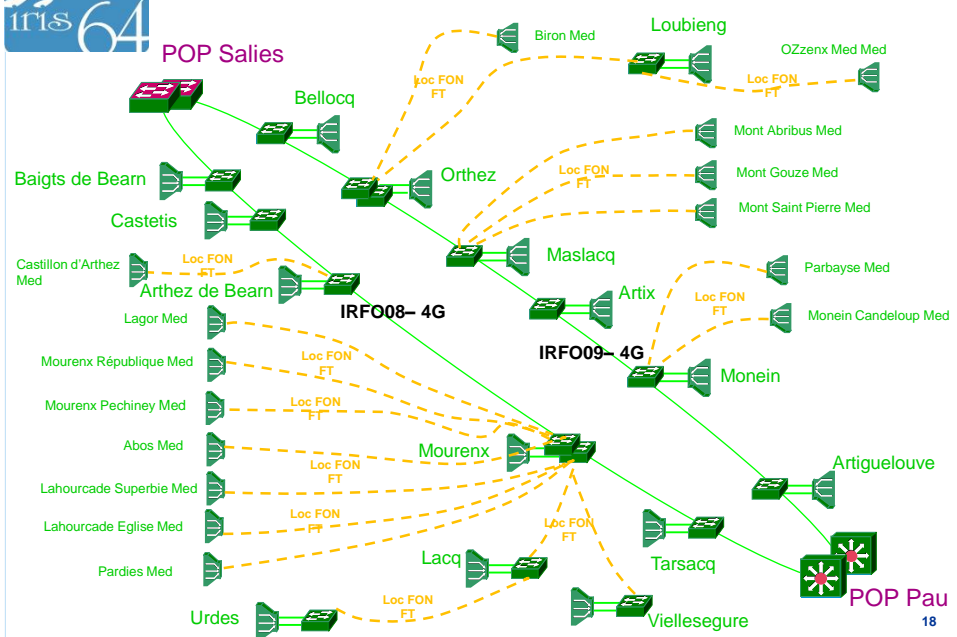 iris 64
POP Salies
Loubieng
Biron Med
OZzenx Med Med
Loc FON
FT
Loc FON
FT
Bellocq
Mont Abribus Med
Baigts de Bearn
Orthez
Loc FON
FT
Mont Gouze Med
Castetis
Mont Saint Pierre Med
Castillon d'Arthez
Med
Loc FON
FT
Maslacq
Parbayse Med
Arthez de Bearn
Artix
Loc FON
FT
IRFO08– 4G
Lagor Med
Monein Candeloup Med
IRFO09– 4G
Mourenx République Med
Loc FON
FT
Monein
Mourenx Pechiney Med
Loc FON
FT
Abos Med
Mourenx
Artiguelouve
Loc FON
FT
Lahourcade Superbie Med
Lahourcade Eglise Med
Loc FON
FT
Loc FON
FT
Pardies Med
Lacq
Tarsacq
POP Pau
Loc FON
FT
Urdes
Viellesegure
18